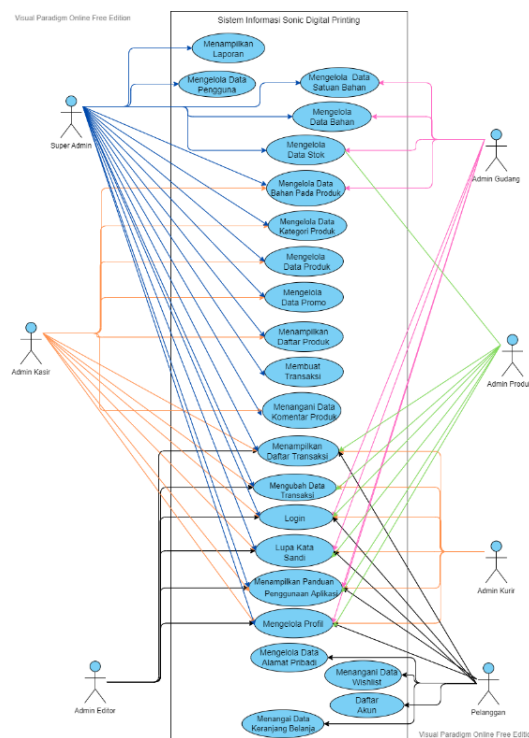 Visual Paradigm Online Free Edition
Sistem Informasi Sonic Digital Printing
Menampilkan
Laporan
Mengelola Data
Pengguna
Mengelola Data
Satuan Bahan
Mengelola
Data Bahan
Mengelola
Data Stok
Mengelola Data
Bahan Pada Produk
Mengelola Data
Kategori Produk
Mengelola
Data Produk
Mengelola
Data Promo
Menampilkan
Daftar Produk
Membuat
Transaksi
Menangani Data
Komentar Produk
Menampilkan
Daftar Transaksi
Mengubah Data
Transaksi
Login
Lupa Kata
Sandi
Menampilkan Panduan
Penggunaan Aplikasi
Mengelola Profil
Mengelola Data
Alamat Pribadi
Menangani Data
Wishlist
Daftar
Akun
Menangai Data
Keranjang Belanja
Super Admin
Admin Kasir
Admin Editor
Admin Gudang
Admin Produ
Admin Kurir
Pelanggan
Visual Paradigm Online Free Edition